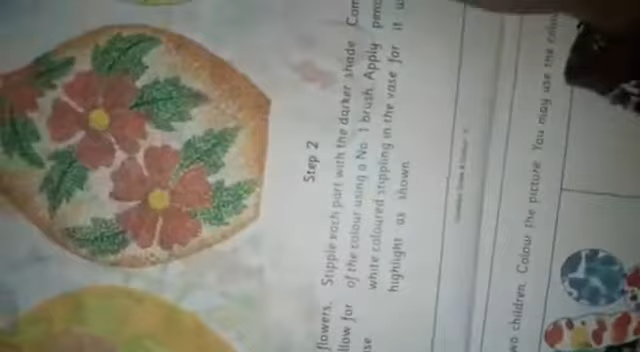 flowers.
llow for
Step 2
Stipple each part with the darker shade
of the colour using a No. 1 brush. Apply
white coloured stippling in the vase for
highlight as shown
Com
it
wo children. Colour the picture. You may use the